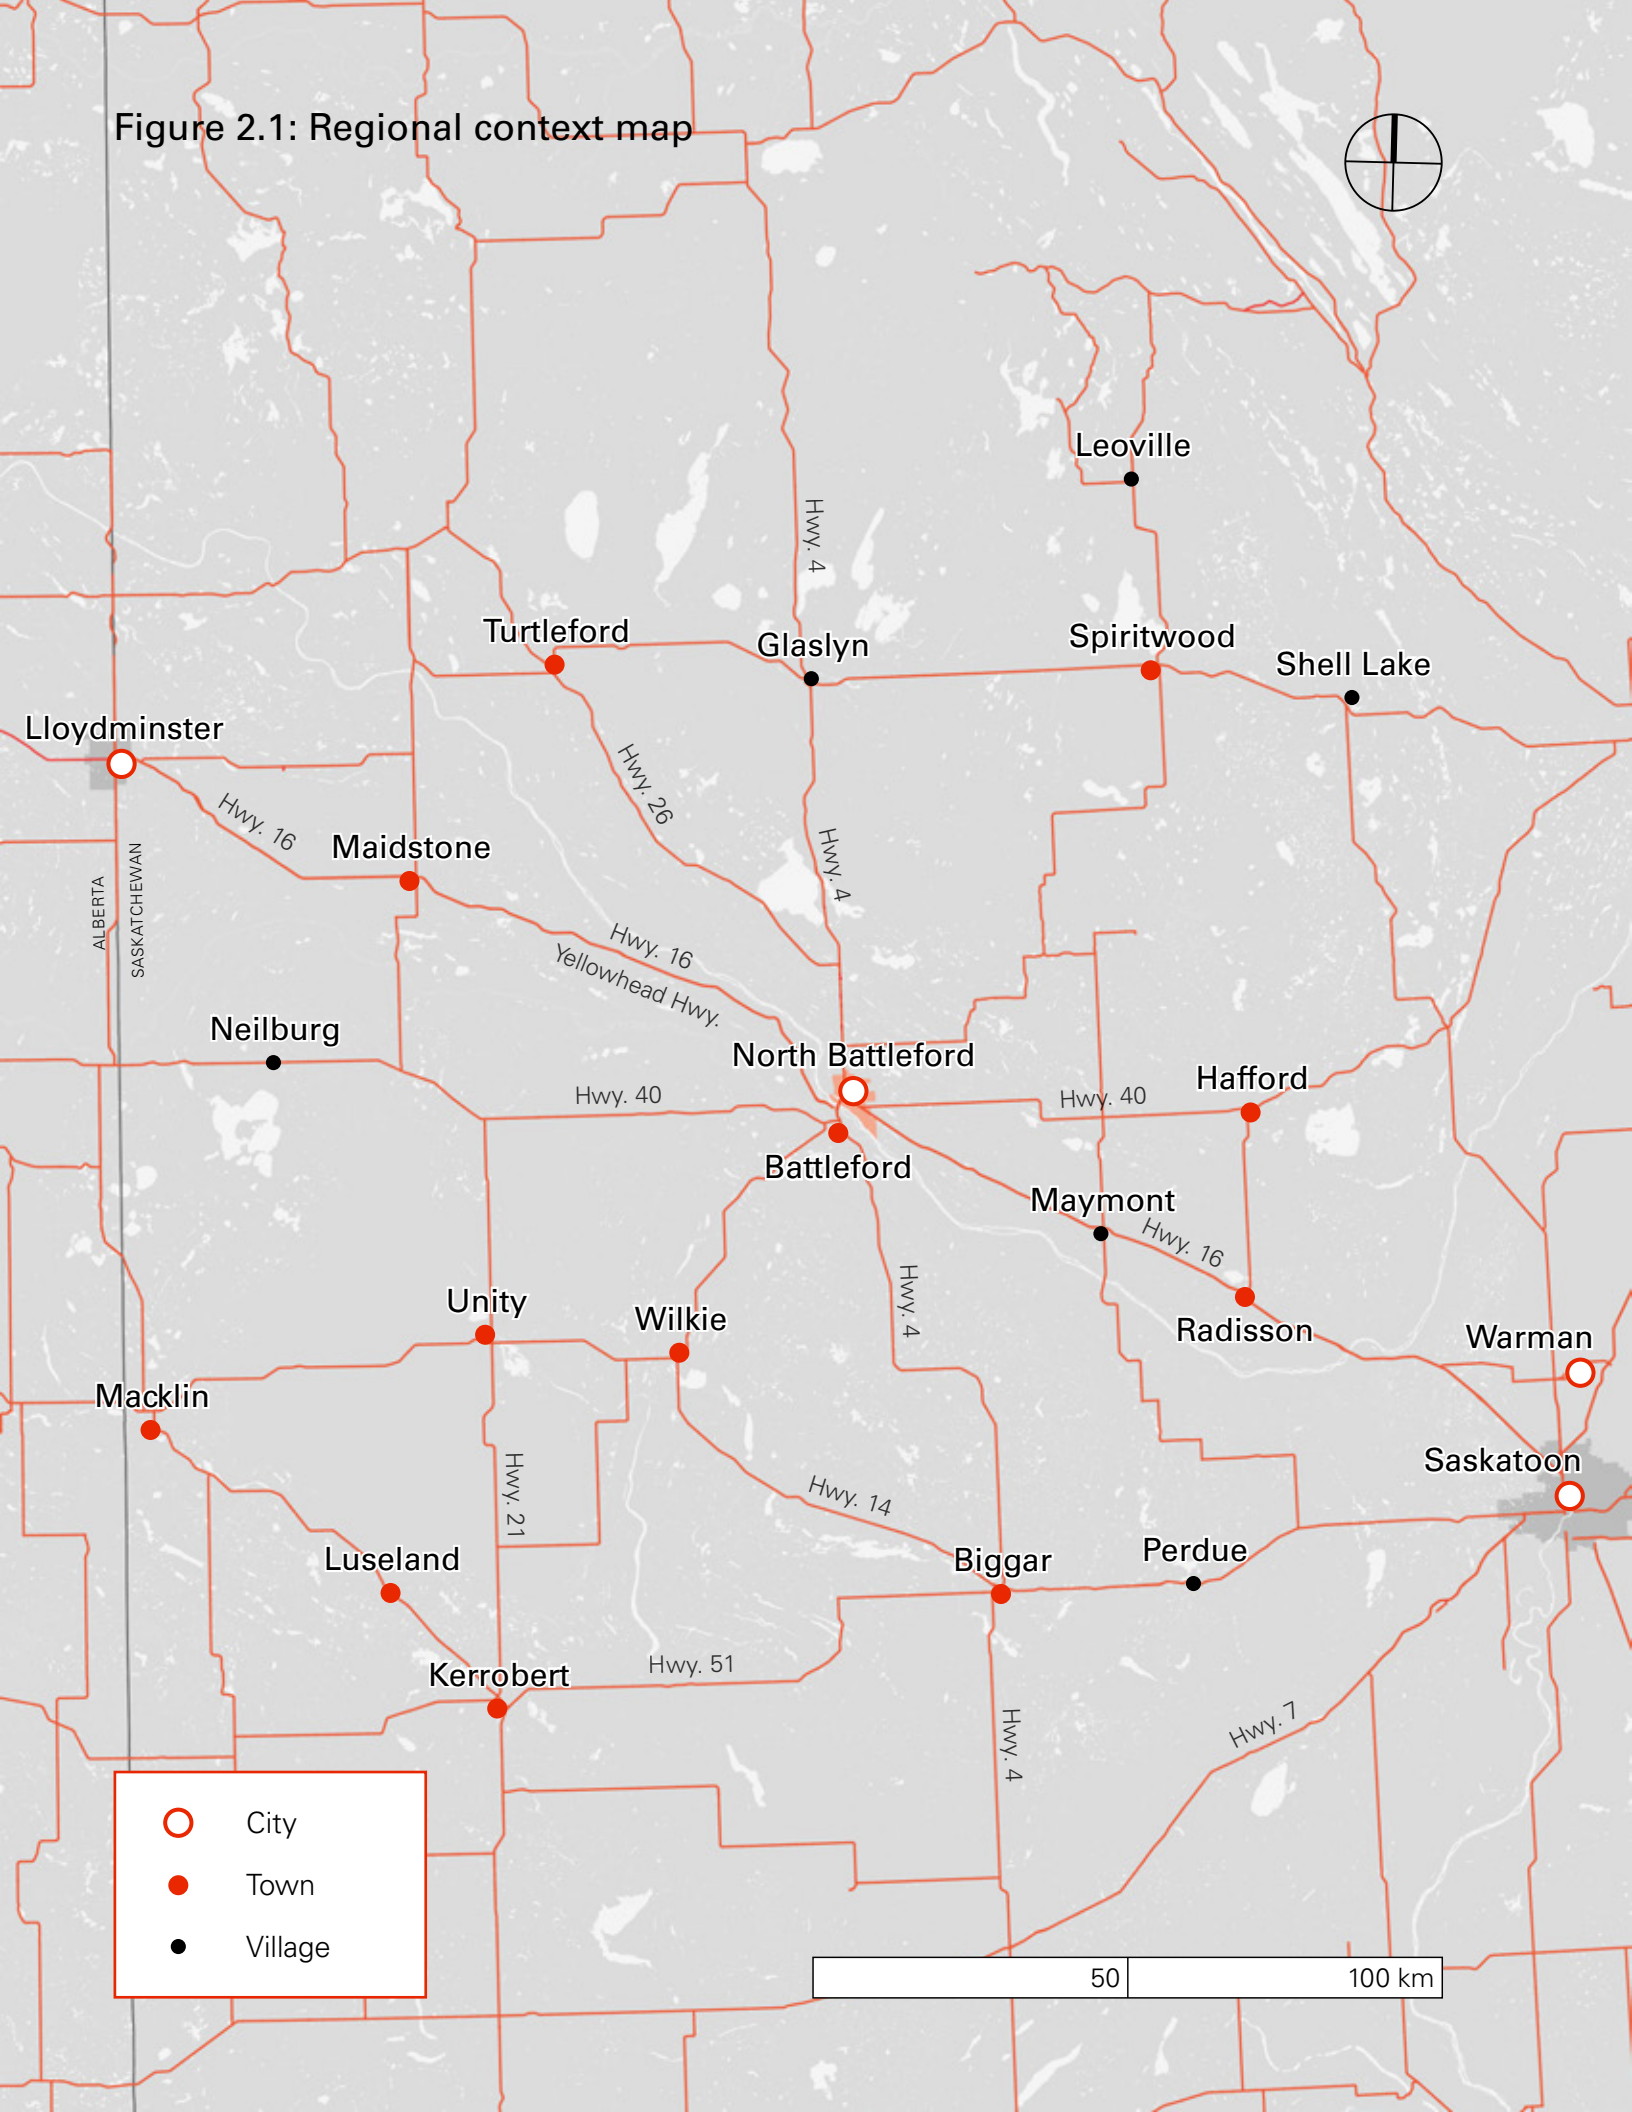 Figure 2.1: Regional context map
Leoville
Hwy. 4
Turtleford
Glaslyn
Spiritwood
Shell Lake
Lloydminster
Hwy. 26
Hwy. 16
Maidstone
Hwy. 4
ALBERTA
SASKATCHEWAN
Hwy. 16
Yellowhead Hwy.
Neilburg
North Battleford
Hafford
Hwy. 40
Hwy. 40
Battleford
Maymont
Hwy. 16
Unity
Wilkie
Hwy. 4
Radisson
Warman
Macklin
Saskatoon
Hwy. 21
Hwy. 14
Luseland
Biggar
Perdue
Kerrobert
Hwy. 51
Hwy. 4
Hwy. 7
City
Town
Village
50
100 km